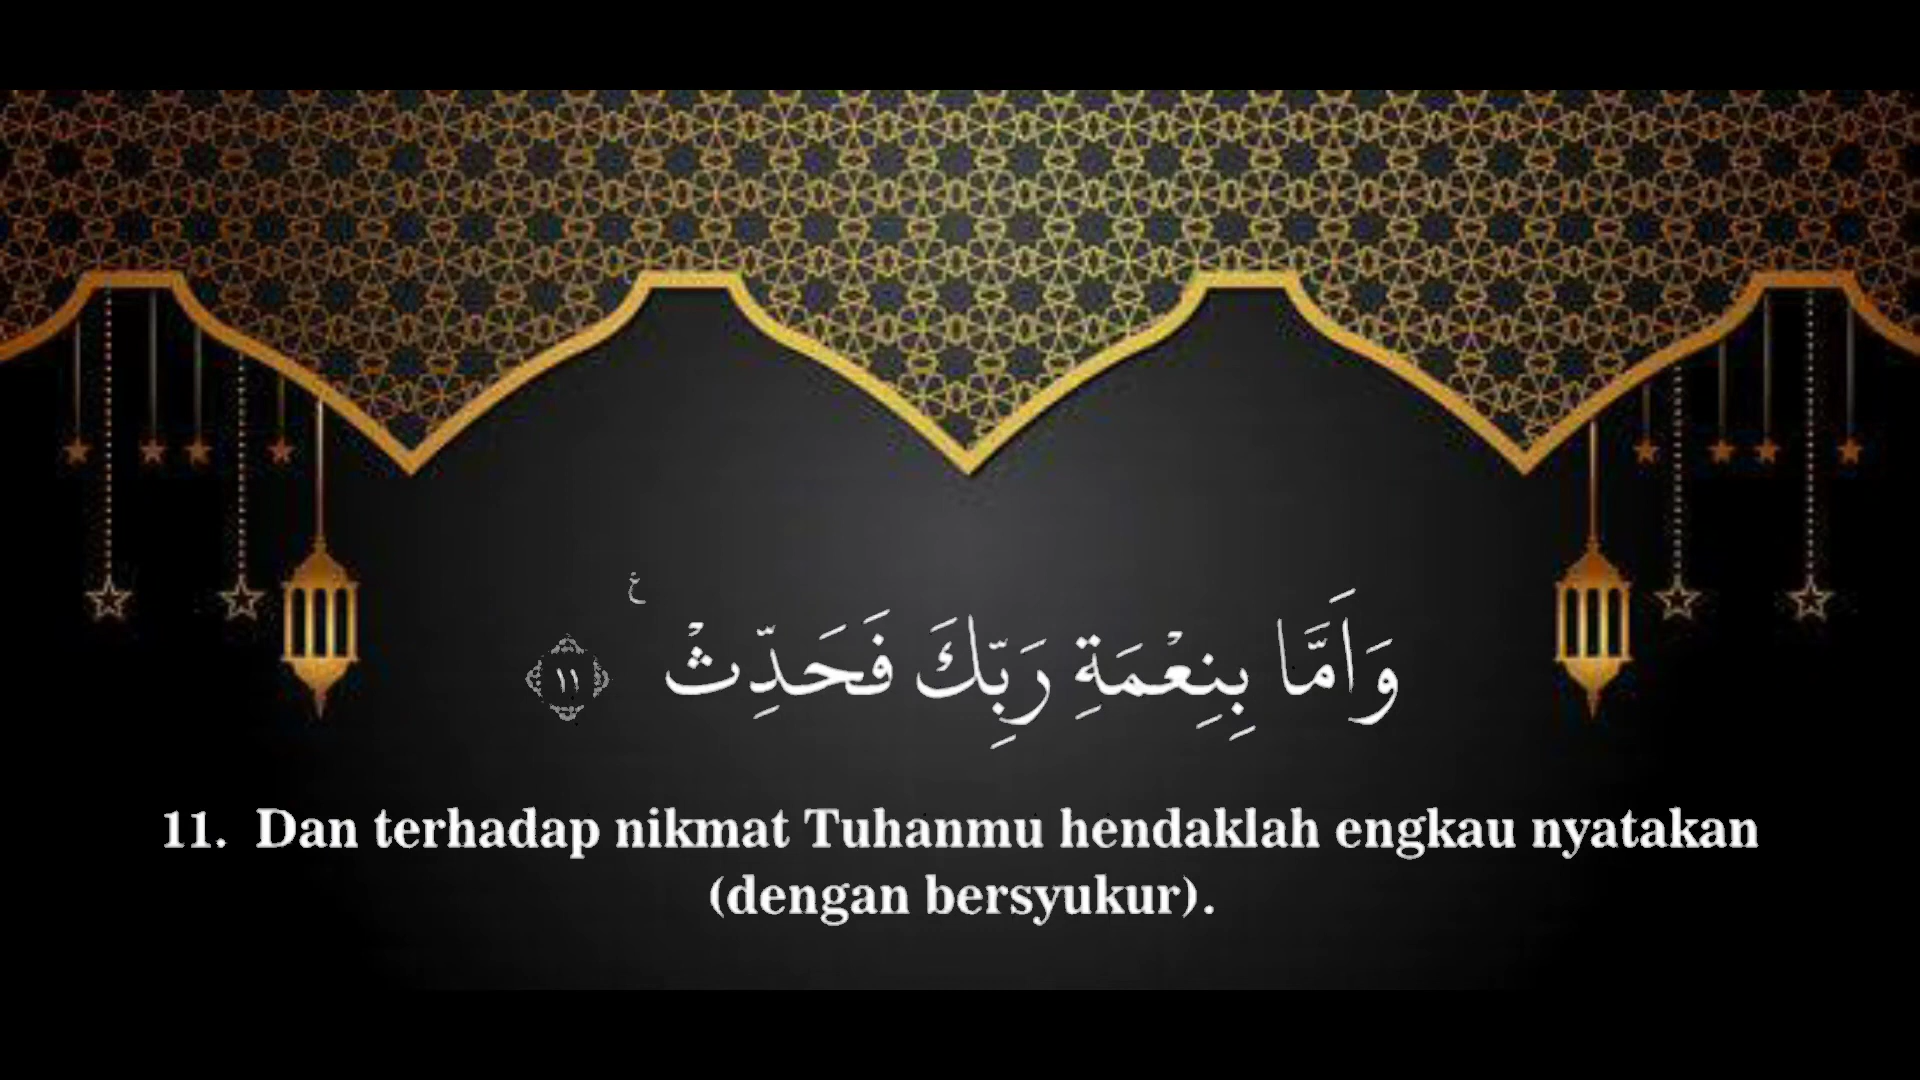 وَاَمَّا بِنِعْمَةِ رَبِّكَ فَحَدِّثْ ࣖ ١١
11. Dan terhadap nikmat Tuhanmu hendaklah engkau nyatakan
(dengan bersyukur).